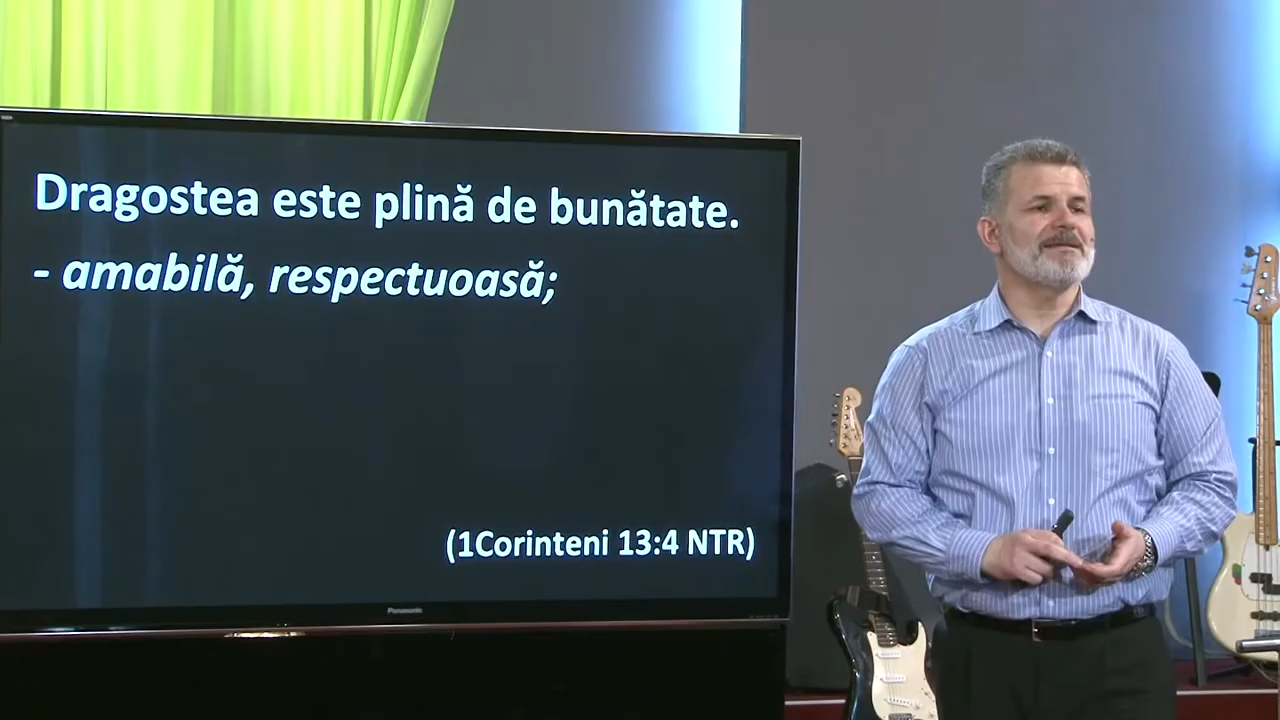 Dragostea este plină de bunătate.
- amabilă, respectuoasă;
(1Corinteni 13:4 NTR)
Panasonic